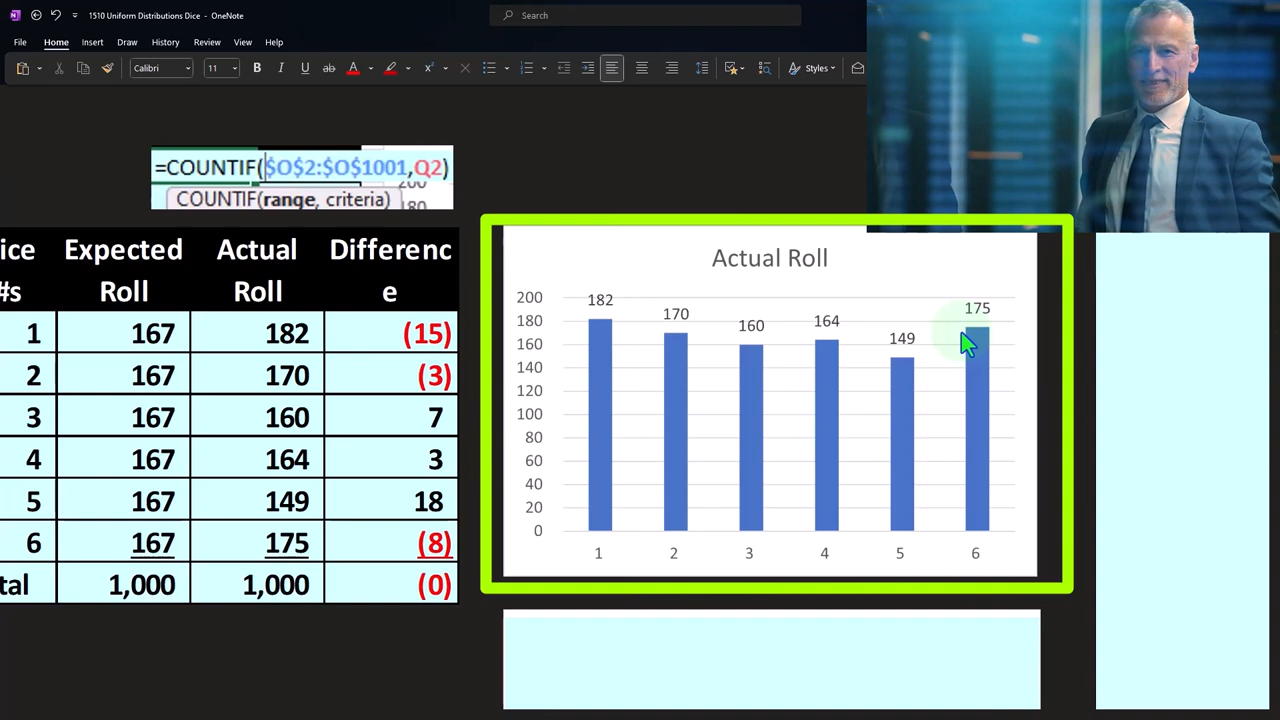 1510 Uniform Distributions Dice - OneNote
Search
File Home Insert Draw History Review View Help
Calibri 11 B I U ab A Styles
=COUNTIF($O$2:$O$1001,Q2)
COUNTIF(range, criteria)
200
180
ice Expected Actual Differenc
#s Roll Roll e
1 167 182 (15)
2 167 170 (3)
3 167 160 7
4 167 164 3
5 167 149 18
6 167 175 (8)
tal 1,000 1,000 (0)
Actual Roll
200
180
160
140
120
100
80
60
40
20
0
182 170 160 164 149 175
1 2 3 4 5 6